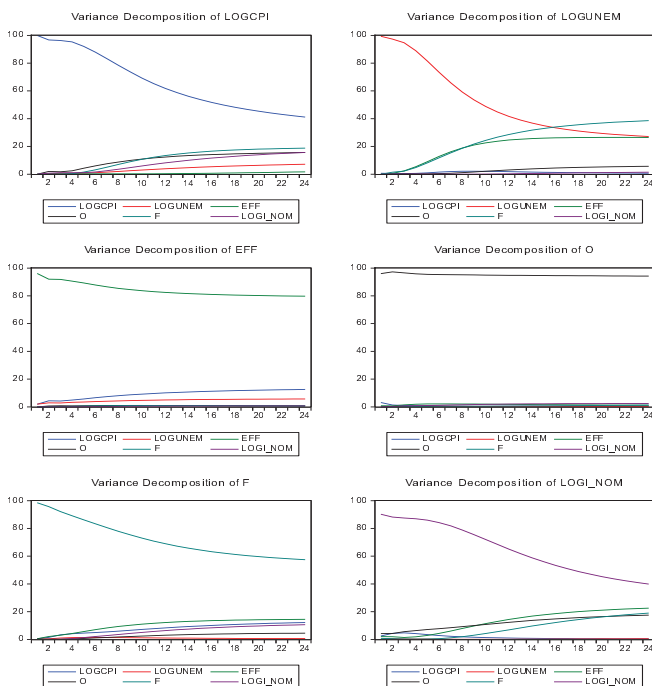 Variance Decomposition of LOGCPI
100
80
60
40
20
0
2 4 6 8 10 12 14 16 18 20 22 24
LOGCPI LOGUNEM EFF
O F LOGI_NOM
Variance Decomposition of LOGUNEM
100
80
60
40
20
0
2 4 6 8 10 12 14 16 18 20 22 24
LOGCPI LOGUNEM EFF
O F LOGI_NOM
Variance Decomposition of EFF
100
80
60
40
20
0
2 4 6 8 10 12 14 16 18 20 22 24
LOGCPI LOGUNEM EFF
O F LOGI_NOM
Variance Decomposition of O
100
80
60
40
20
0
2 4 6 8 10 12 14 16 18 20 22 24
LOGCPI LOGUNEM EFF
O F LOGI_NOM
Variance Decomposition of F
100
80
60
40
20
0
2 4 6 8 10 12 14 16 18 20 22 24
LOGCPI LOGUNEM EFF
O F LOGI_NOM
Variance Decomposition of LOGI_NOM
100
80
60
40
20
0
2 4 6 8 10 12 14 16 18 20 22 24
LOGCPI LOGUNEM EFF
O F LOGI_NOM